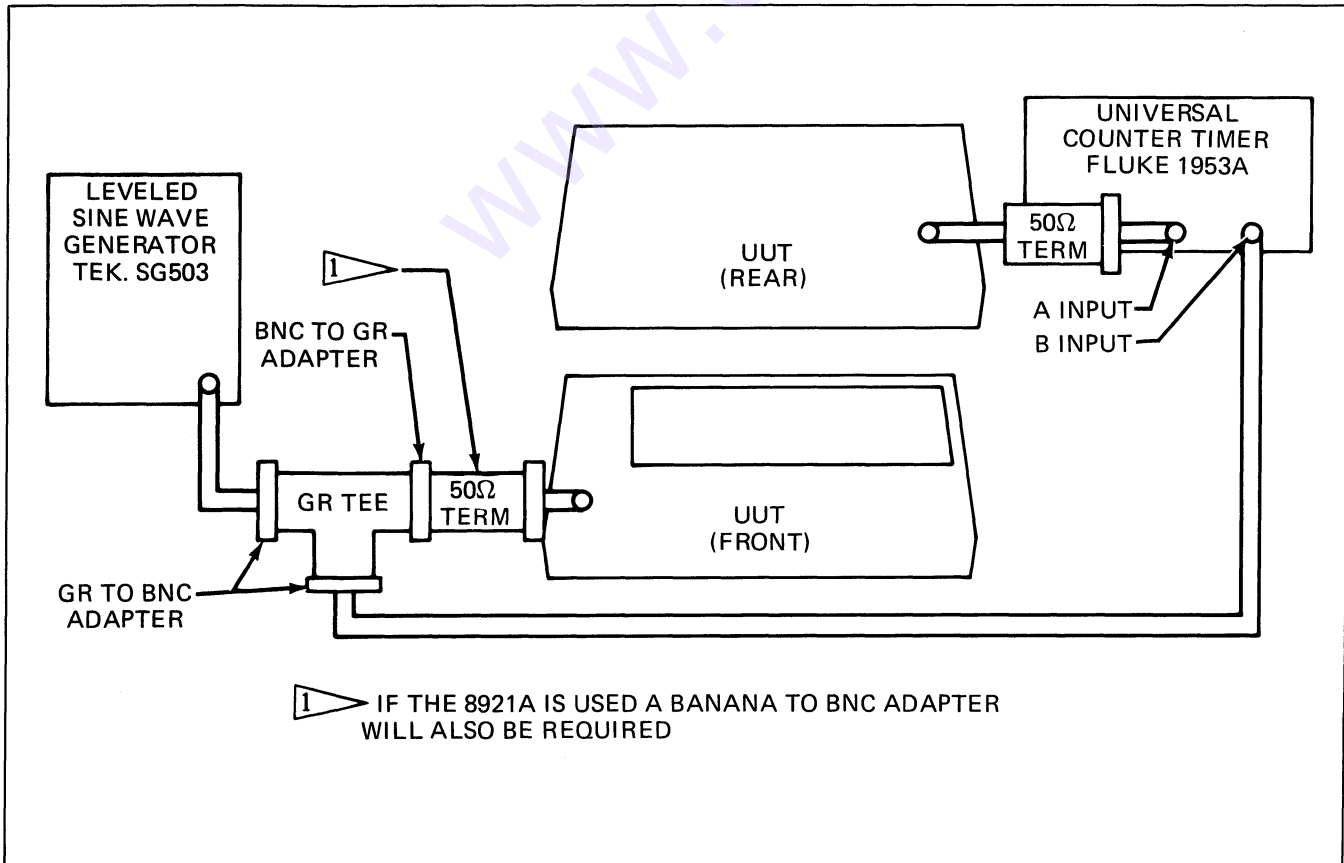 www.
LEVELED
SINE WAVE
GENERATOR
TEK. SG503
UNIVERSAL
COUNTER TIMER
FLUKE 1953A
UUT
(REAR)
50Ω
TERM
A INPUT
B INPUT
1
BNC TO GR
ADAPTER
GR TEE
50Ω
TERM
UUT
(FRONT)
GR TO BNC
ADAPTER
1 IF THE 8921A IS USED A BANANA TO BNC ADAPTER
WILL ALSO BE REQUIRED